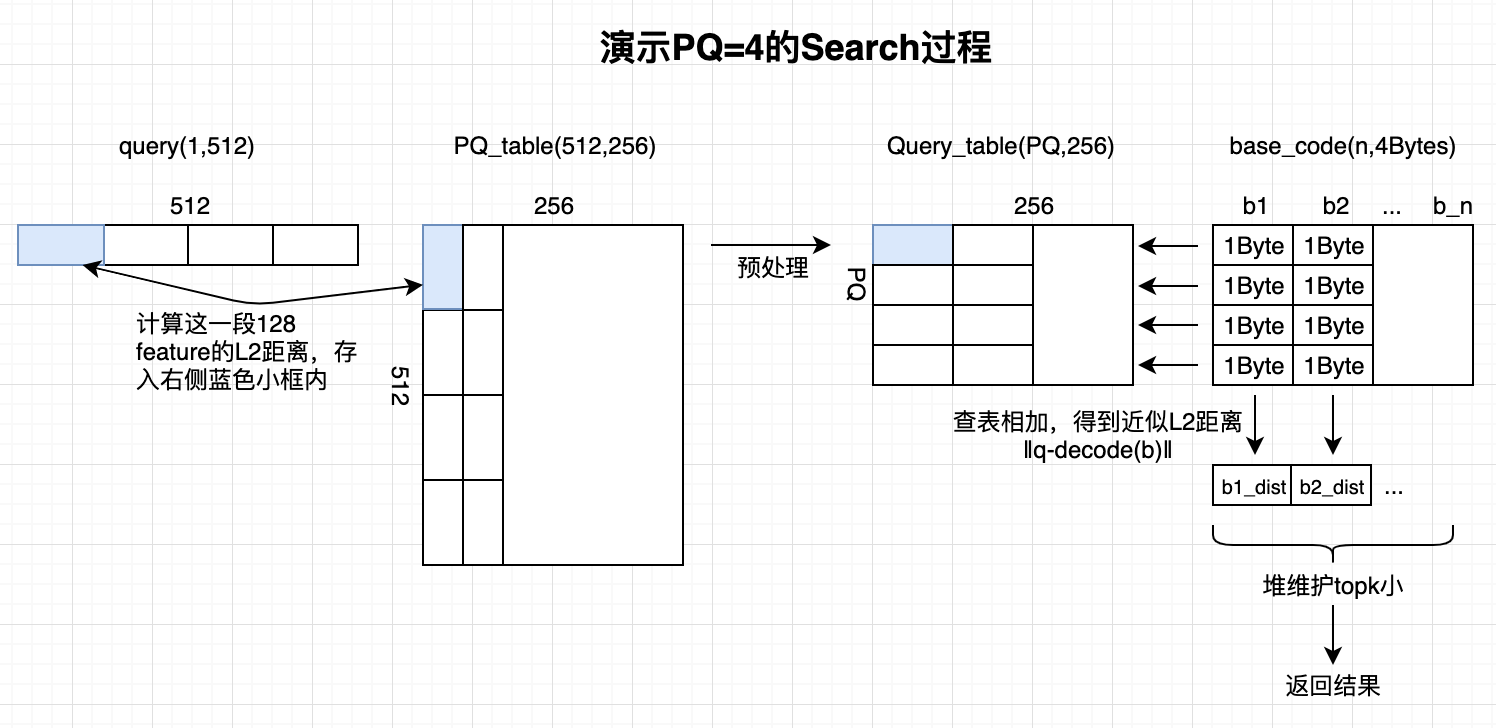 演示PQ=4的Search过程
query(1,512)
PQ_table(512,256)
Query_table(PQ,256)
base_code(n,4Bytes)
512
256
256
b1 b2 ... b_n
1Byte 1Byte
1Byte 1Byte
1Byte 1Byte
1Byte 1Byte
预处理
PQ
计算这一段128
feature的L2距离，存
入右侧蓝色小框内
512
查表相加，得到近似L2距离
‖q-decode(b)‖
b1_dist b2_dist ...
堆维护topk小
返回结果